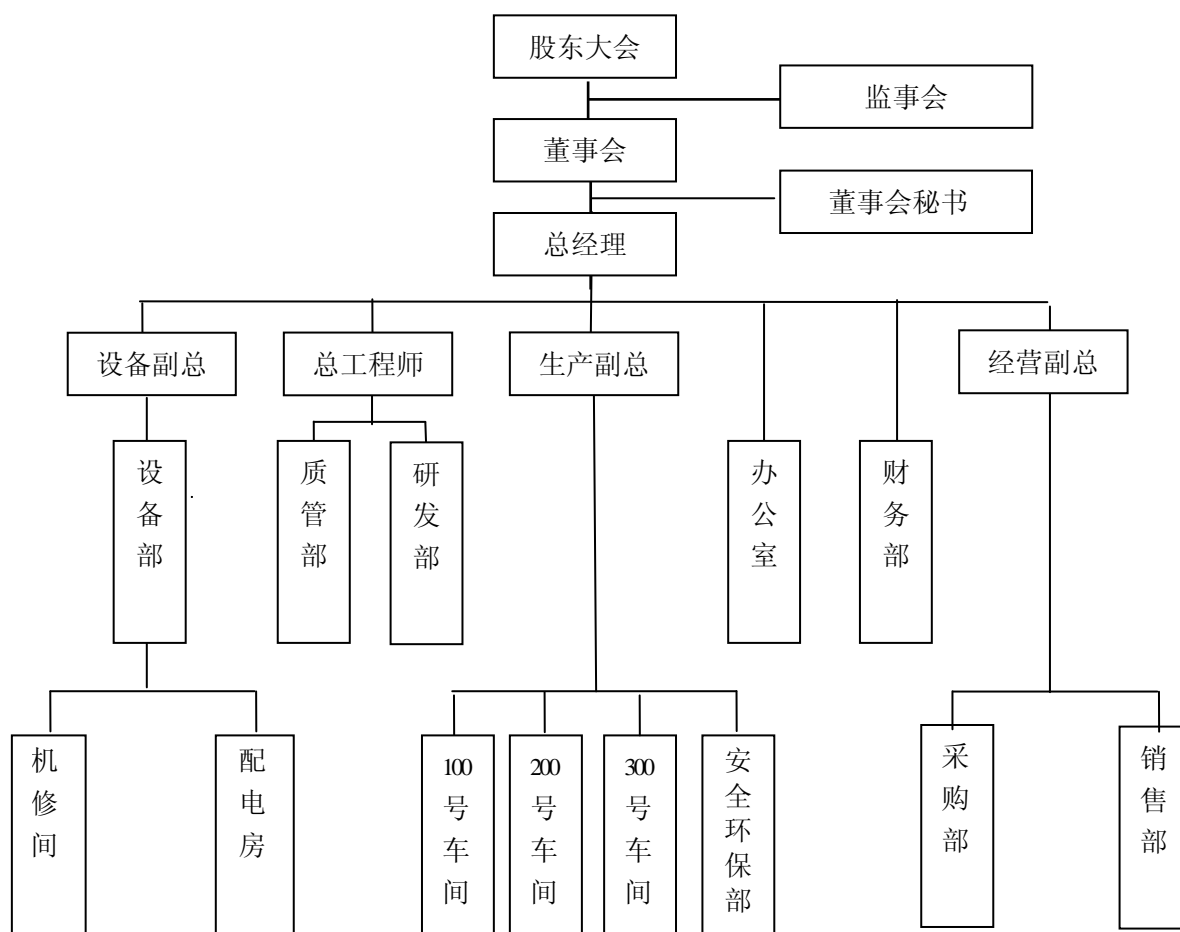 股东大会
监事会
董事会
董事会秘书
总经理
设备副总
总工程师
生产副总
经营副总
设备部
质管部
研发部
办公室
财务部
机修间
配电房
100号车间
200号车间
300号车间
安全环保部
采购部
销售部